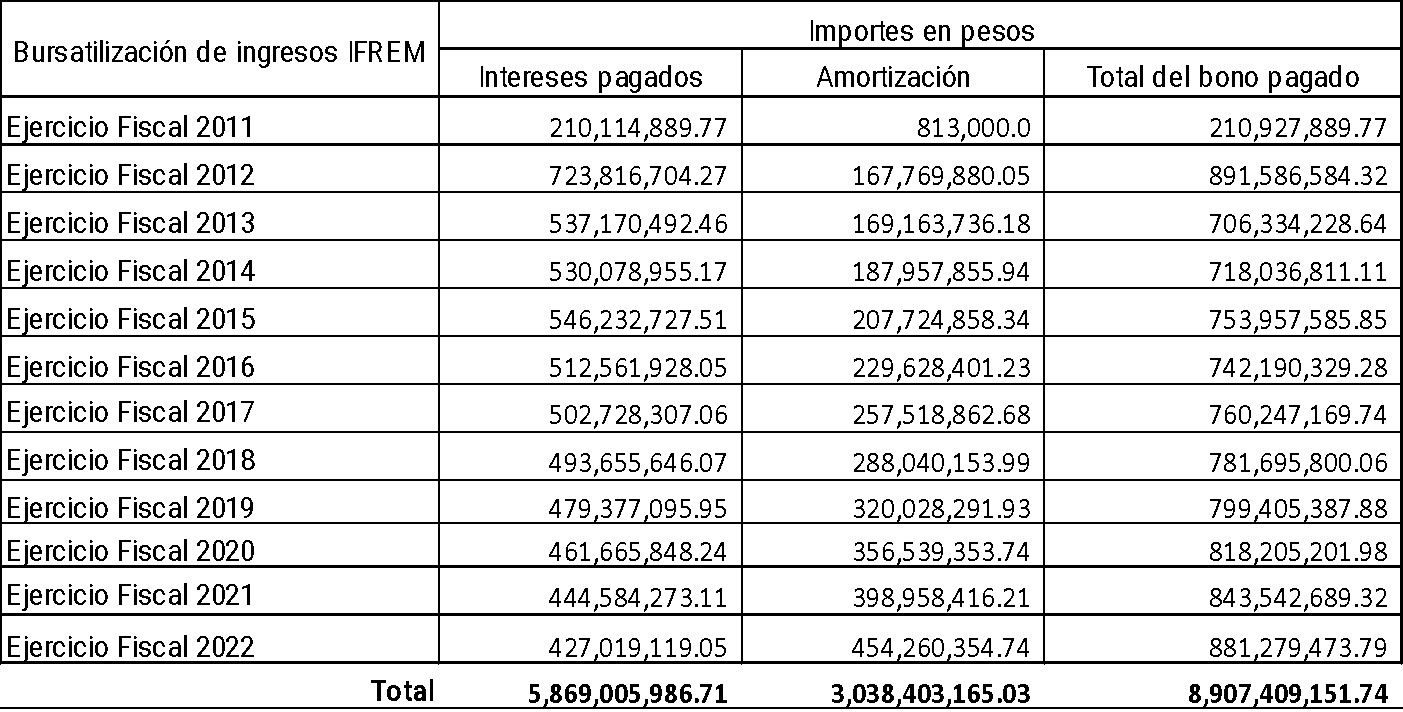 Bursatilización de ingresos IFREM Importes en pesos
Intereses pagados Amortización Total del bono pagado
Ejercicio Fiscal 2011 210,114,889.77 813,000.0 210,927,889.77
Ejercicio Fiscal 2012 723,816,704.27 167,769,880.05 891,586,584.32
Ejercicio Fiscal 2013 537,170,492.46 169,163,736.18 706,334,228.64
Ejercicio Fiscal 2014 530,078,955.17 187,957,855.94 718,036,811.11
Ejercicio Fiscal 2015 546,232,727.51 207,724,858.34 753,957,585.85
Ejercicio Fiscal 2016 512,561,928.05 229,628,401.23 742,190,329.28
Ejercicio Fiscal 2017 502,728,307.06 257,518,862.68 760,247,169.74
Ejercicio Fiscal 2018 493,655,646.07 288,040,153.99 781,695,800.06
Ejercicio Fiscal 2019 479,377,095.95 320,028,291.93 799,405,387.88
Ejercicio Fiscal 2020 461,665,848.24 356,539,353.74 818,205,201.98
Ejercicio Fiscal 2021 444,584,273.11 398,958,416.21 843,542,689.32
Ejercicio Fiscal 2022 427,019,119.05 454,260,354.74 881,279,473.79
Total 5,869,005,986.71 3,038,403,165.03 8,907,409,151.74